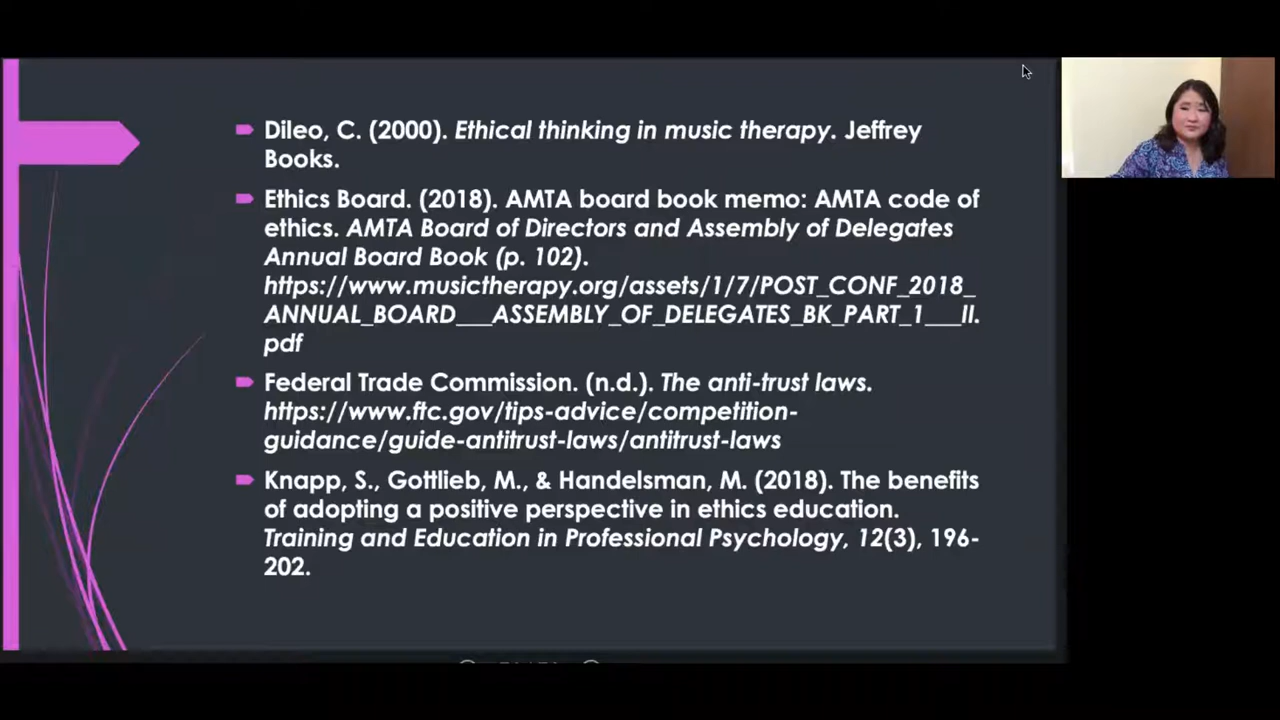 Dileo, C. (2000). Ethical thinking in music therapy. Jeffrey
Books.
Ethics Board. (2018). AMTA board book memo: AMTA code of
ethics. AMTA Board of Directors and Assembly of Delegates
Annual Board Book (p. 102).
https://www.musictherapy.org/assets/1/7/POST_CONF_2018_
ANNUAL_BOARD___ASSEMBLY_OF_DELEGATES_BK_PART_1___II.
pdf
Federal Trade Commission. (n.d.). The anti-trust laws.
https://www.ftc.gov/tips-advice/competition-
guidance/guide-antitrust-laws/antitrust-laws
Knapp, S., Gottlieb, M., & Handelsman, M. (2018). The benefits
of adopting a positive perspective in ethics education.
Training and Education in Professional Psychology, 12(3), 196-
202.